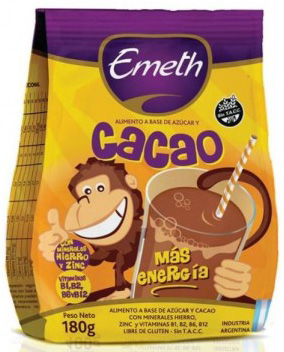 Emeth
ALIMENTO A BASE DE AZÚCAR Y
Sin T.A.C.C.
CACAO
CON MINERALES
HIERRO
Y ZINC
VITAMINAS
B1,B2,
B6 Y B12
MÁS
ENERGÍA
Peso Neto
180g
ALIMENTO A BASE DE AZÚCAR Y CACAO
CON MINERALES HIERRO,
ZINC y VITAMINAS B1, B2, B6, B12
LIBRE DE GLUTEN - Sin T.A.C.C.
INDUSTRIA
ARGENTINA